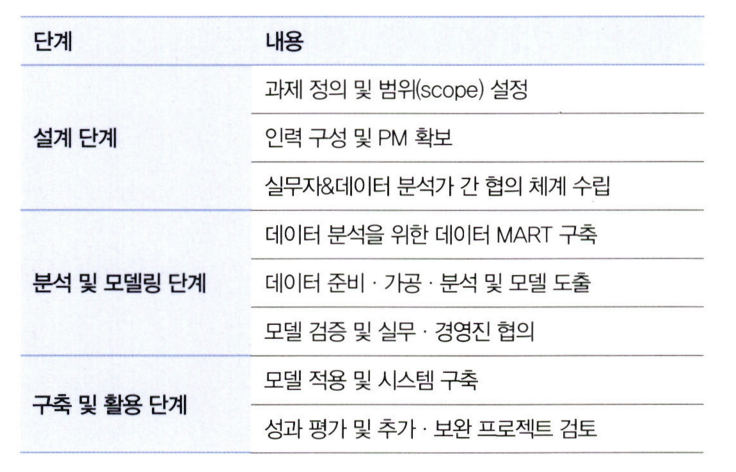 단계 내용
설계 단계
과제 정의 및 범위(scope) 설정
인력 구성 및 PM 확보
실무자&데이터 분석가 간 협의 체계 수립
분석 및 모델링 단계
데이터 분석을 위한 데이터 MART 구축
데이터 준비 · 가공 · 분석 및 모델 도출
모델 검증 및 실무 · 경영진 협의
구축 및 활용 단계
모델 적용 및 시스템 구축
성과 평가 및 추가 · 보완 프로젝트 검토